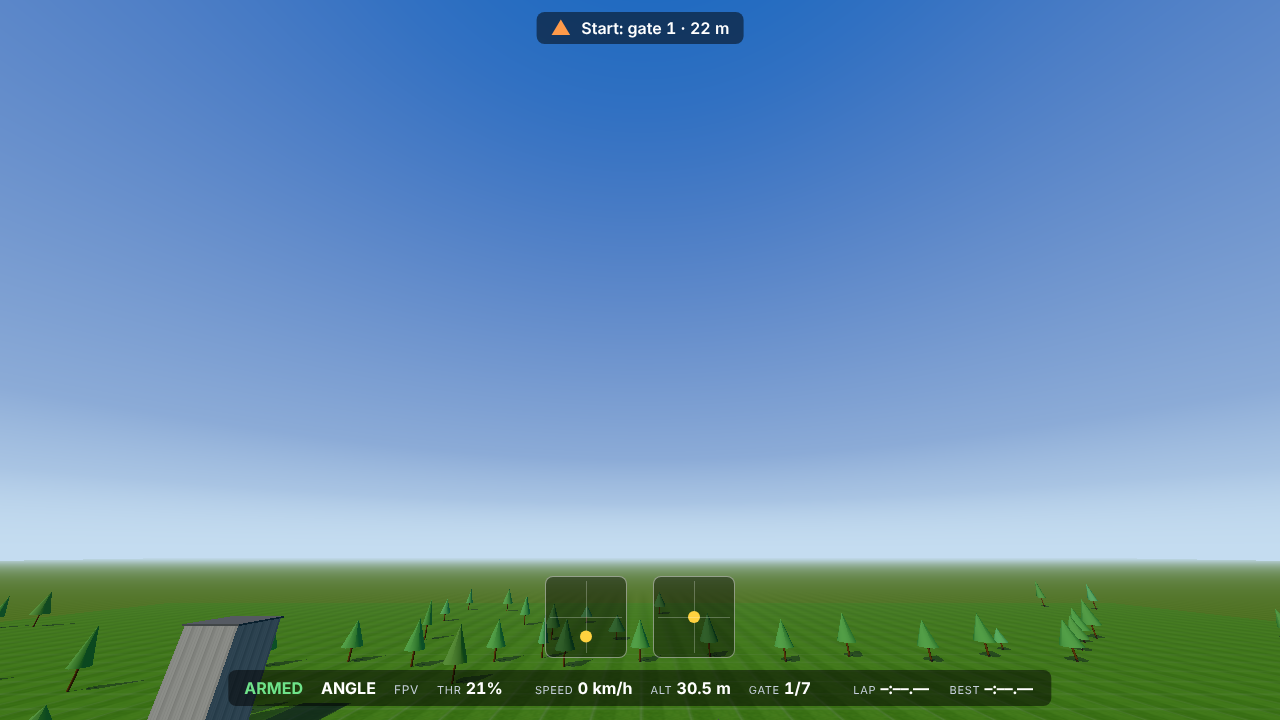 Start: gate 1 · 22 m
ARMED ANGLE FPV THR 21% SPEED 0 km/h ALT 30.5 m GATE 1/7 LAP –:––.–– BEST –:––.––